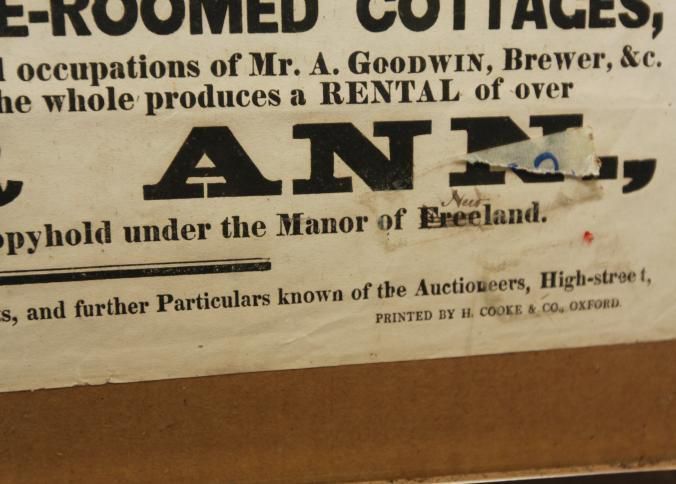 E-ROOMED COTTAGES,
occupations of Mr. A. GOODWIN, Brewer, &c.
he whole produces a RENTAL of over
ANN.,
opyhold under the Manor of Freeland.
s, and further Particulars known of the Auctioneers, High-street,
PRINTED BY H. COOKE & CO., OXFORD.